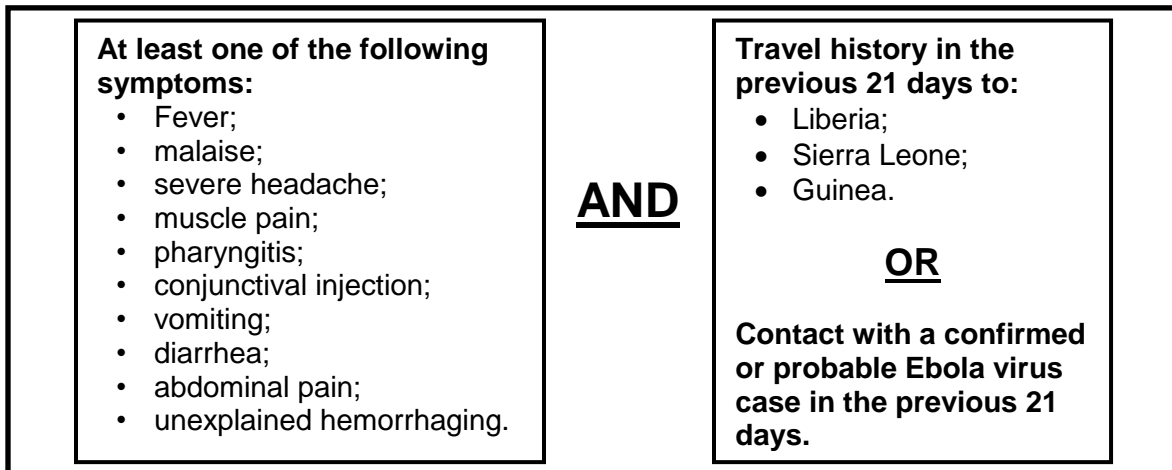 At least one of the following
symptoms:
• Fever;
• malaise;
• severe headache;
• muscle pain;
• pharyngitis;
• conjunctival injection;
• vomiting;
• diarrhea;
• abdominal pain;
• unexplained hemorrhaging.
AND
Travel history in the
previous 21 days to:
• Liberia;
• Sierra Leone;
• Guinea.
OR
Contact with a confirmed
or probable Ebola virus
case in the previous 21
days.